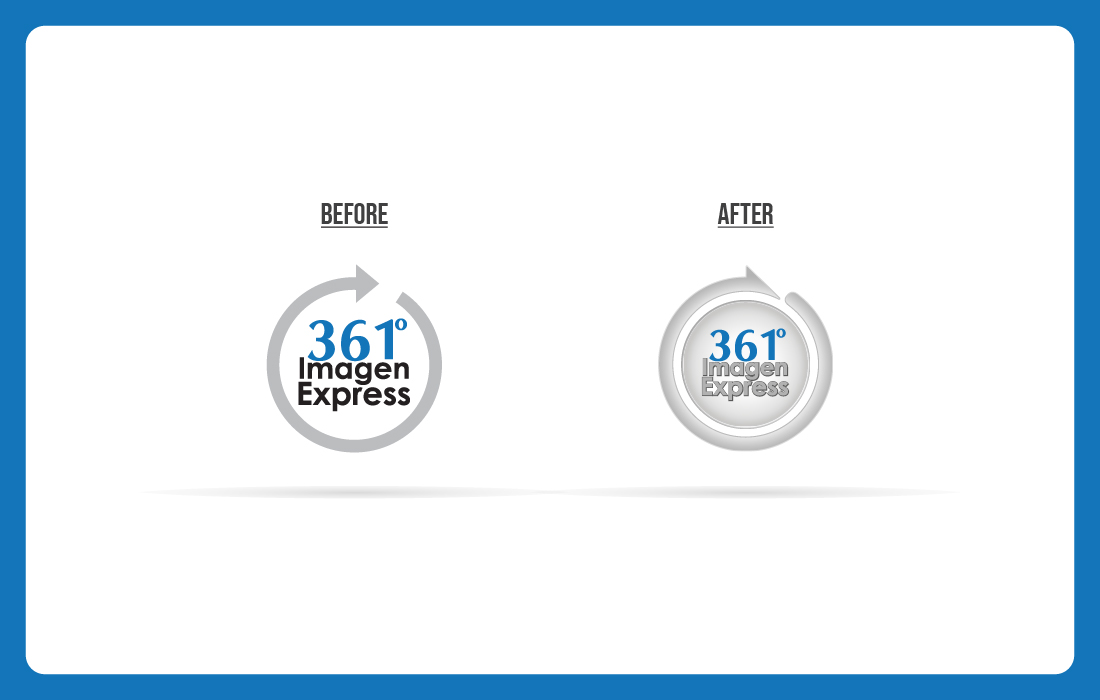 BEFORE
361º
Imagen
Express
AFTER
361º
Imagen
Express